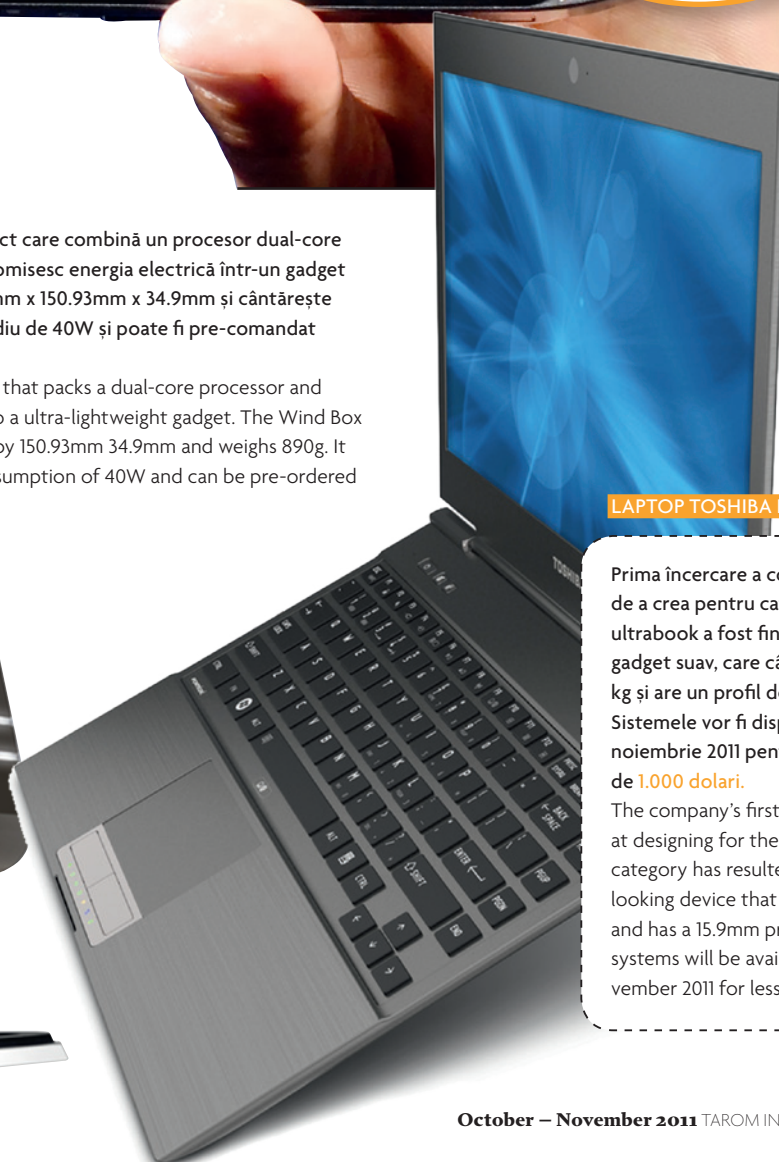 ct care combină un procesor dual-core
omisesc energia electrică într-un gadget
nm x 150.93mm x 34.9mm și cântărește
diu de 40W și poate fi pre-comandat
that packs a dual-core processor and
o a ultra-lightweight gadget. The Wind Box
by 150.93mm 34.9mm and weighs 890g. It
sumption of 40W and can be pre-ordered
LAPTOP TOSHIBA
Prima încercare a co
de a crea pentru ca
ultrabook a fost fin
gadget suav, care câ
kg și are un profil de
Sistemele vor fi disp
noiembrie 2011 pent
de 1.000 dolari.
The company's first
at designing for the
category has resulte
looking device that
and has a 15.9mm pr
systems will be avai
vember 2011 for less
October – November 2011 TAROM IN